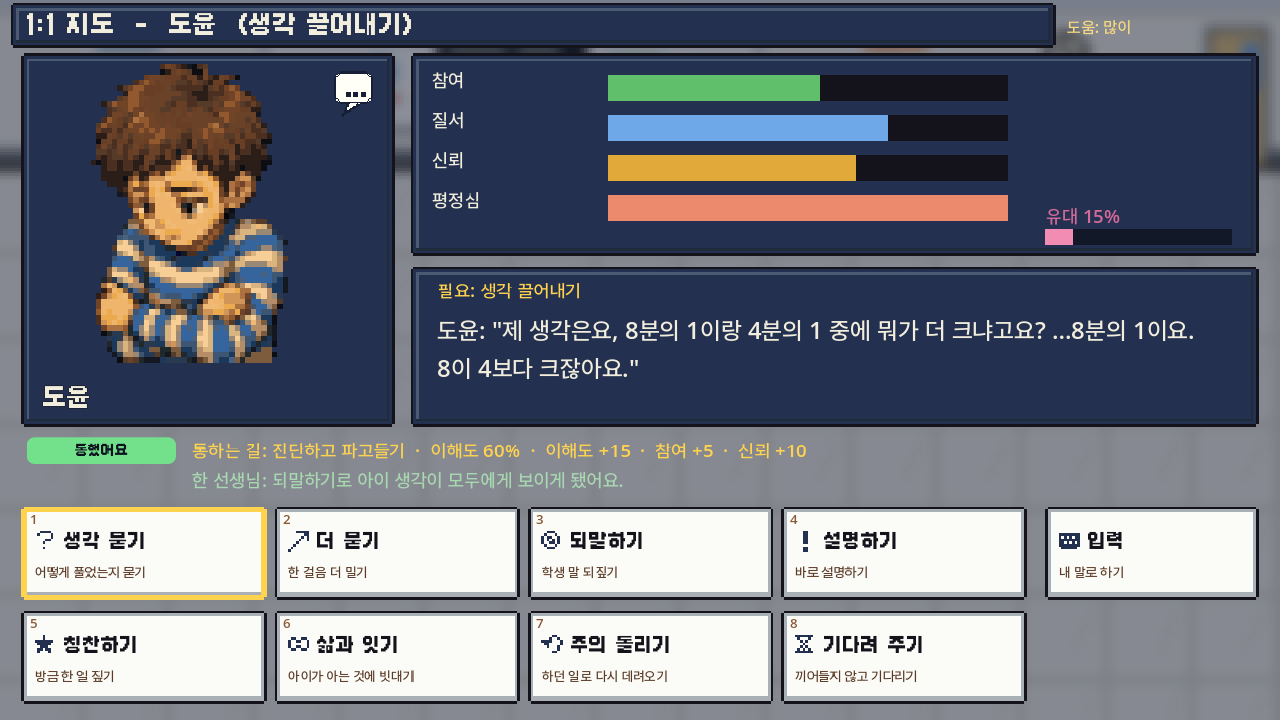 1:1 지도 - 도윤 (생각 끌어내기)
도움: 많이
...
도윤
참여
질서
신뢰
평정심
유대 15%
필요: 생각 끌어내기
도윤: "제 생각은요, 8분의 1이랑 4분의 1 중에 뭐가 더 크냐고요? ...8분의 1이요.
8이 4보다 크잖아요."
통했어요
통하는 길: 진단하고 파고들기 · 이해도 60% · 이해도 +15 · 참여 +5 · 신뢰 +10
한 선생님: 되말하기로 아이 생각이 모두에게 보이게 됐어요.
1
? 생각 묻기
어떻게 풀었는지 묻기
2
더 묻기
한 걸음 더 밀기
3
되말하기
학생 말 되짚기
4
! 설명하기
바로 설명하기
입력
내 말로 하기
5
칭찬하기
방금 한 일 짚기
6
삶과 잇기
아이가 아는 것에 빗대기
7
주의 돌리기
하던 일로 다시 데려오기
8
기다려 주기
끼어들지 않고 기다리기